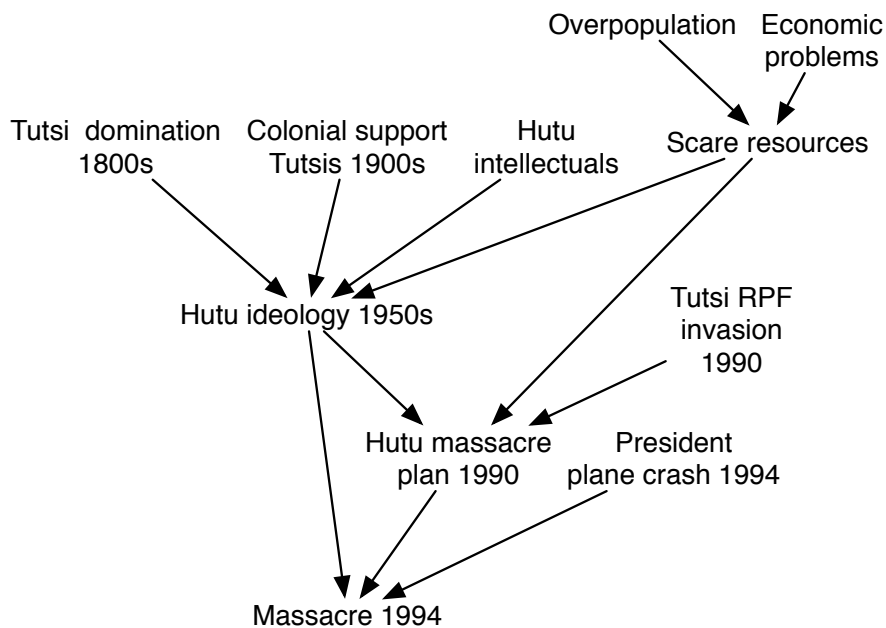 Overpopulation
Economic
problems
Tutsi domination
1800s
Colonial support
Tutsis 1900s
Hutu
intellectuals
Scare resources
Hutu ideology 1950s
Tutsi RPF
invasion
1990
Hutu massacre
plan 1990
President
plane crash 1994
Massacre 1994